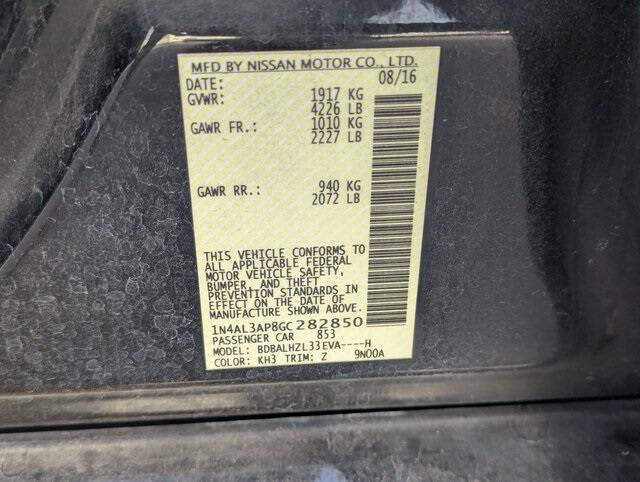 MFD BY NISSAN MOTOR CO., LTD.
DATE: 08/16
GVWR: 1917 KG
4226 LB
GAWR FR.: 1010 KG
2227 LB
GAWR RR.: 940 KG
2072 LB
THIS VEHICLE CONFORMS TO
ALL APPLICABLE FEDERAL
MOTOR VEHICLE SAFETY,
BUMPER, AND THEFT
PREVENTION STANDARDS IN
EFFECT ON THE DATE OF
MANUFACTURE SHOWN ABOVE.
1N4AL3AP8GC282850
PASSENGER CAR 853
MODEL: BDBALHZL33EVA----H
COLOR: KH3 TRIM: Z 9N00A